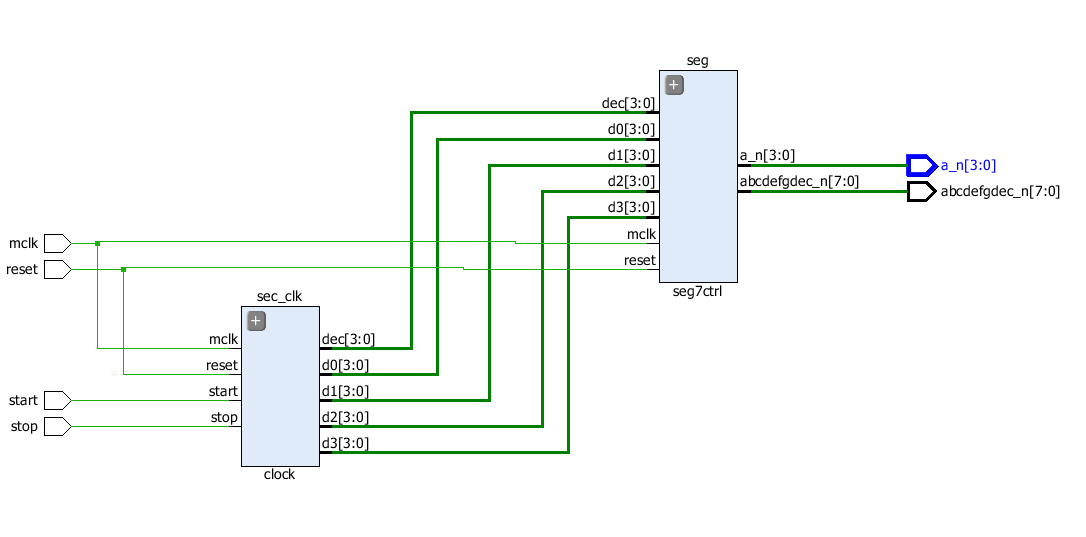 seg
dec[3:0]
d0[3:0]
d1[3:0]
d2[3:0]
d3[3:0]
mclk
reset
a_n[3:0]
abcdefgdec_n[7:0]
seg7ctrl
a_n[3:0]
abcdefgdec_n[7:0]
mclk
reset
start
stop
sec_clk
mclk
reset
start
stop
dec[3:0]
d0[3:0]
d1[3:0]
d2[3:0]
d3[3:0]
clock